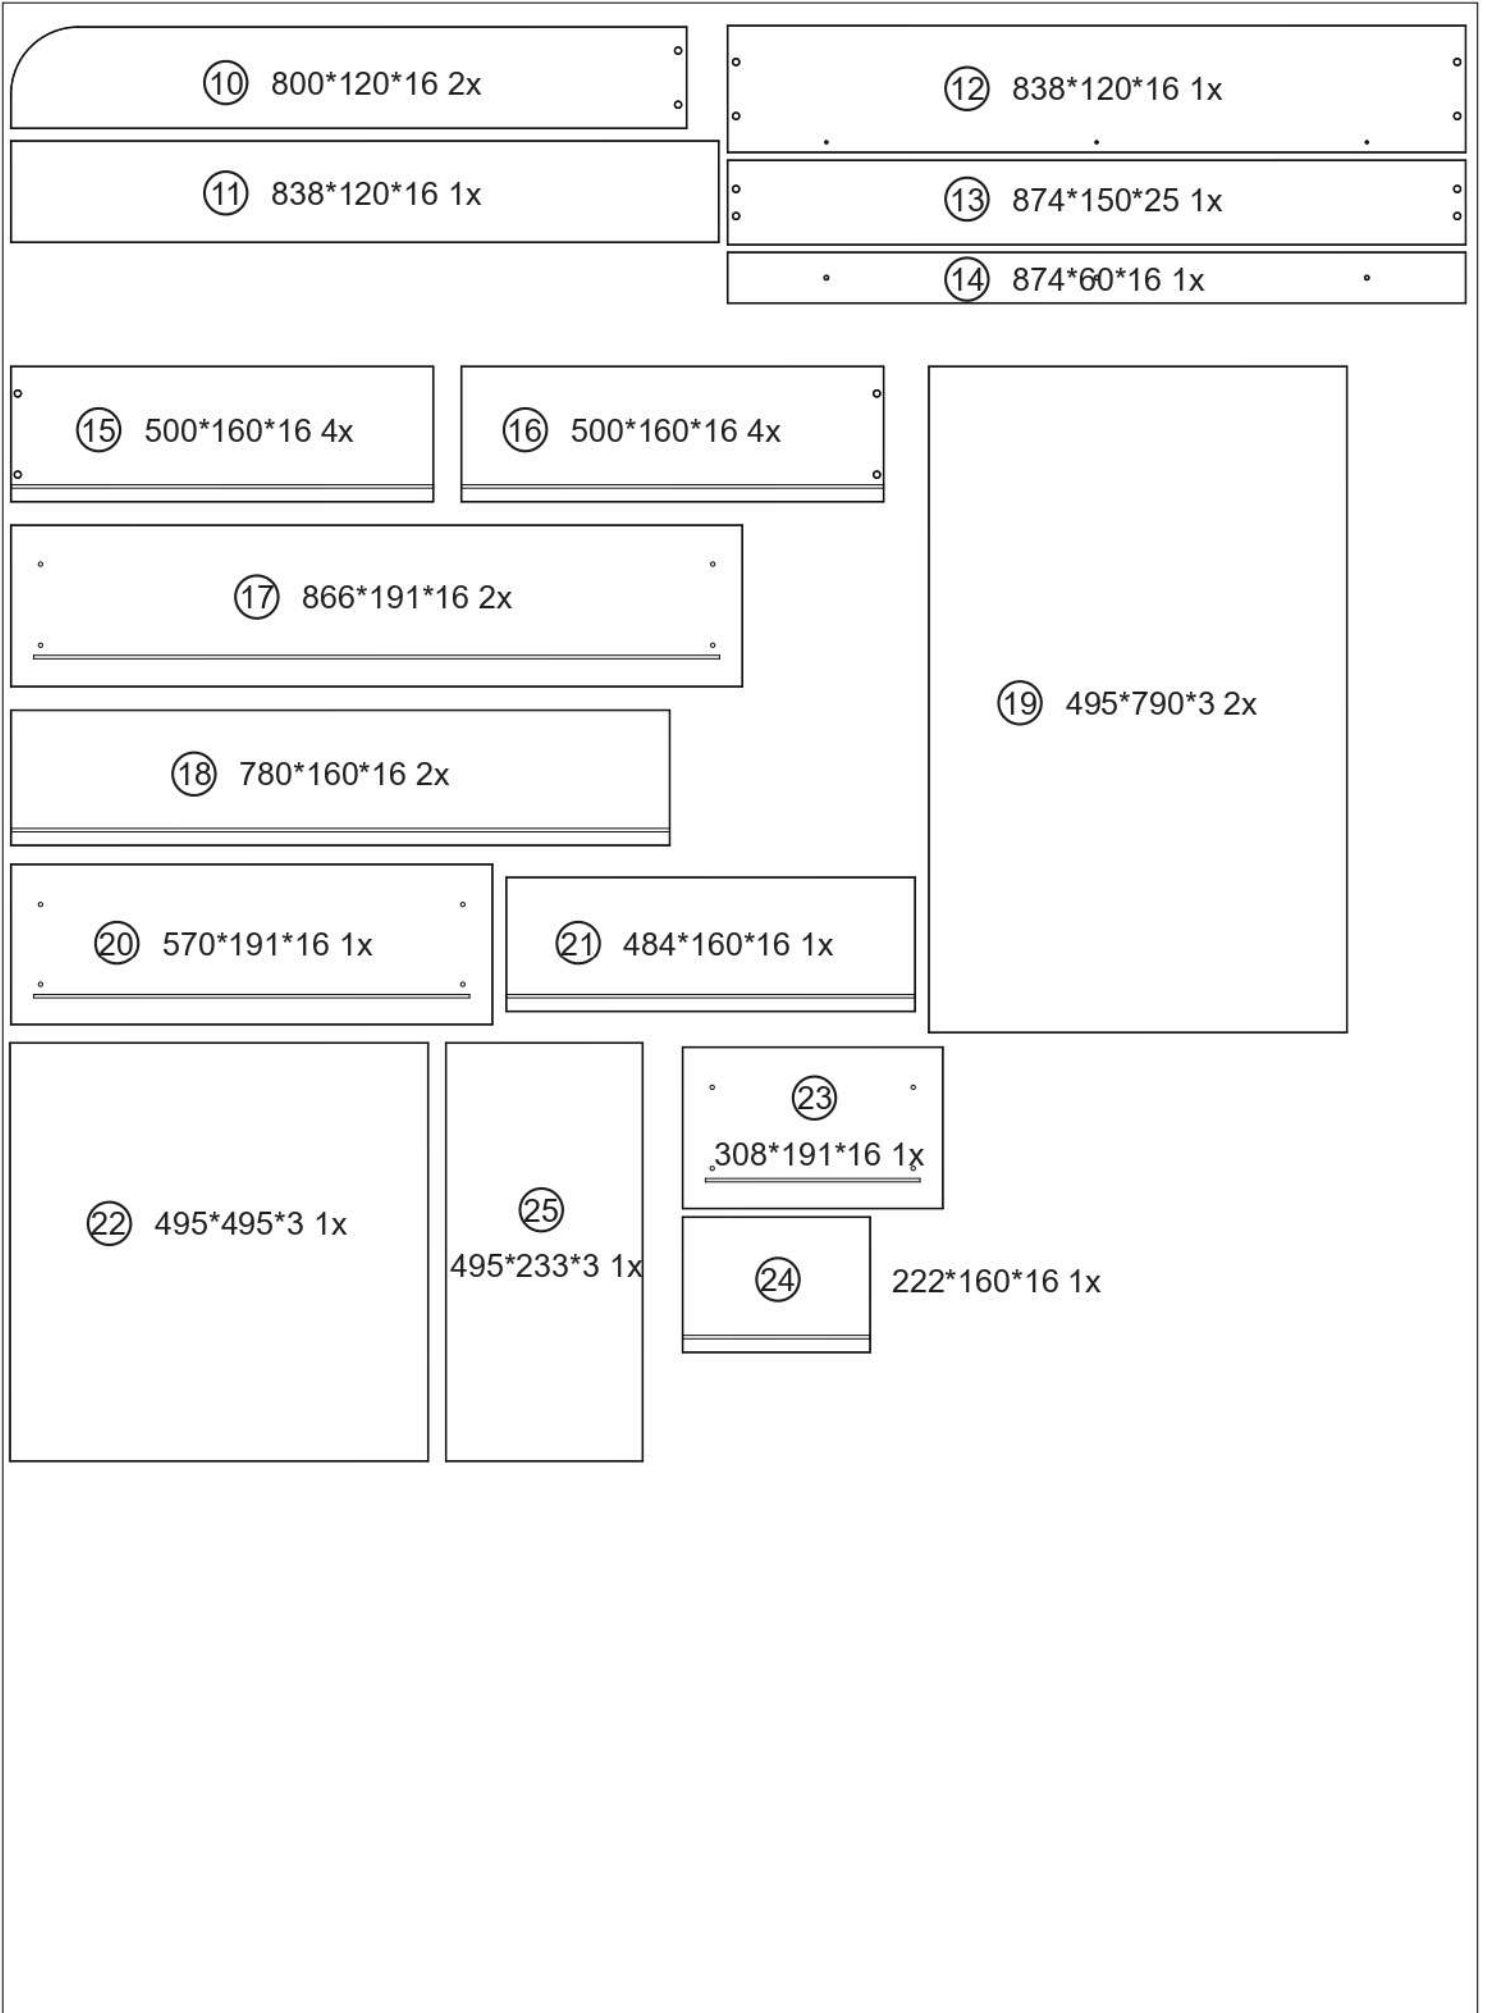 10 800*120*16 2x
12 838*120*16 1x
11 838*120*16 1x
13 874*150*25 1x
14 874*60*16 1x
15 500*160*16 4x
16 500*160*16 4x
17 866*191*16 2x
19 495*790*3 2x
18 780*160*16 2x
20 570*191*16 1x
21 484*160*16 1x
23
308*191*16 1x
22 495*495*3 1x
25
495*233*3 1x
24 222*160*16 1x